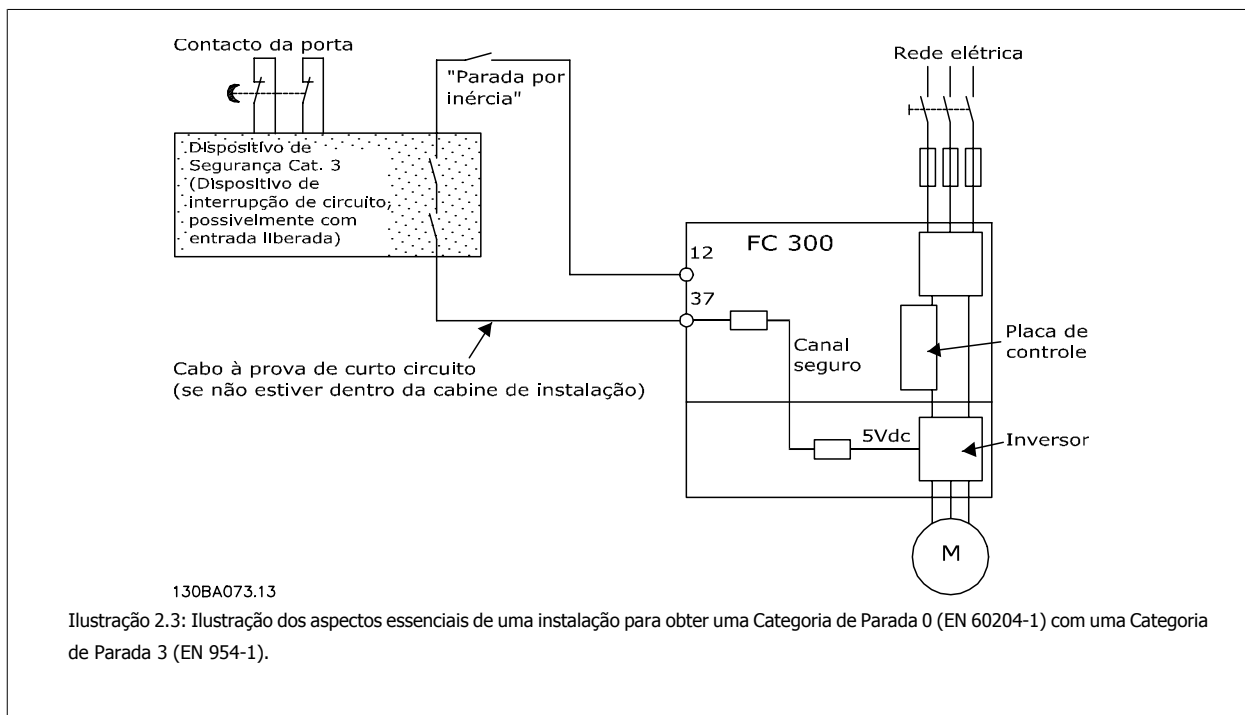 Contacto da porta
"Parada por
inércia"
Rede elétrica
Dispositivo de
Segurança Cat. 3
(Dispositivo de
interrupção de circuito,
possivelmente com
entrada liberada)
FC 300
12
37
Canal
seguro
Placa de
controle
Cabo à prova de curto circuito
(se não estiver dentro da cabine de instalação)
5Vdc
Inversor
M
130BA073.13
Ilustração 2.3: Ilustração dos aspectos essenciais de uma instalação para obter uma Categoria de Parada 0 (EN 60204-1) com uma Categoria
de Parada 3 (EN 954-1).